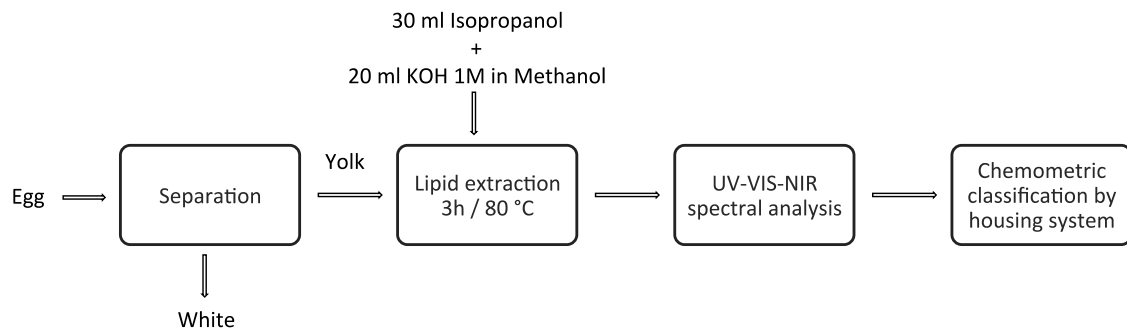 30 ml Isopropanol
+
20 ml KOH 1M in Methanol
Egg
Separation
Yolk
Lipid extraction
3h / 80 °C
UV-VIS-NIR
spectral analysis
Chemometric
classification by
housing system
White